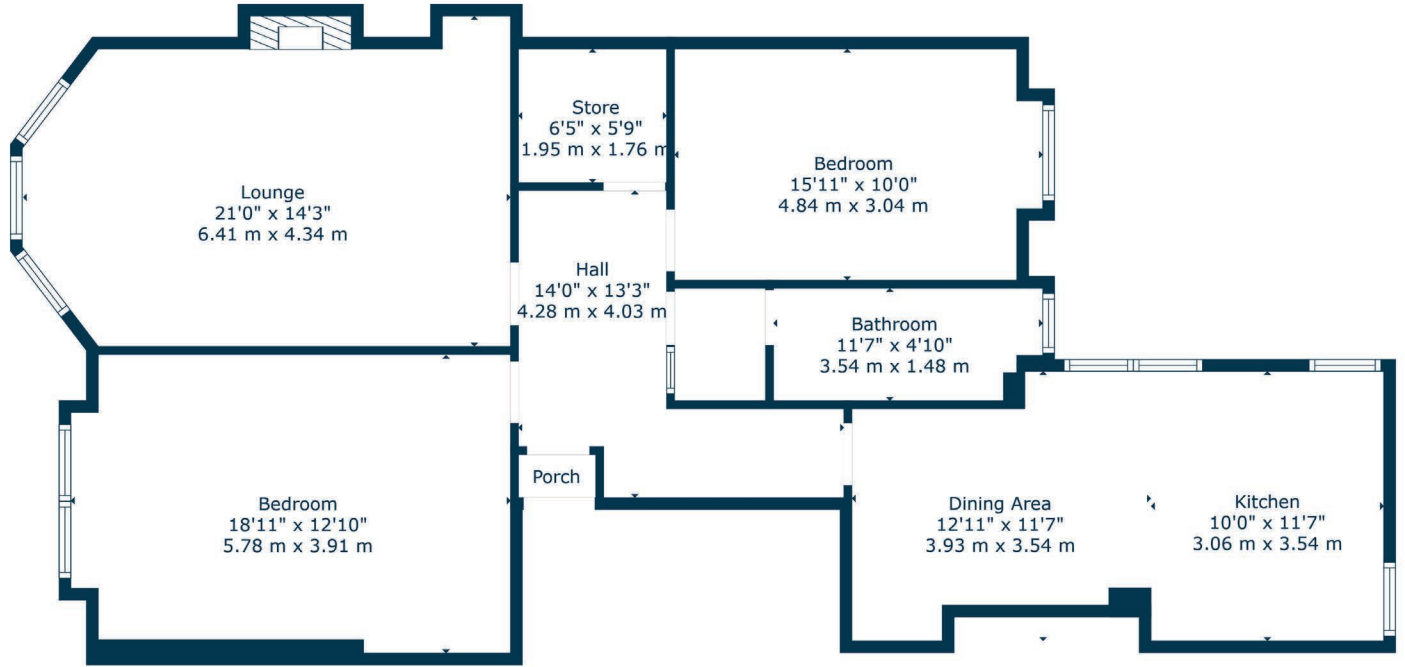 Store
6'5" x 5'9"
1.95 m x 1.76 m
Bedroom
15'11" x 10'0"
4.84 m x 3.04 m
Lounge
21'0" x 14'3"
6.41 m x 4.34 m
Hall
14'0" x 13'3"
4.28 m x 4.03 m
Bathroom
11'7" x 4'10"
3.54 m x 1.48 m
Porch
Bedroom
18'11" x 12'10"
5.78 m x 3.91 m
Dining Area
12'11" x 11'7"
3.93 m x 3.54 m
Kitchen
10'0" x 11'7"
3.06 m x 3.54 m